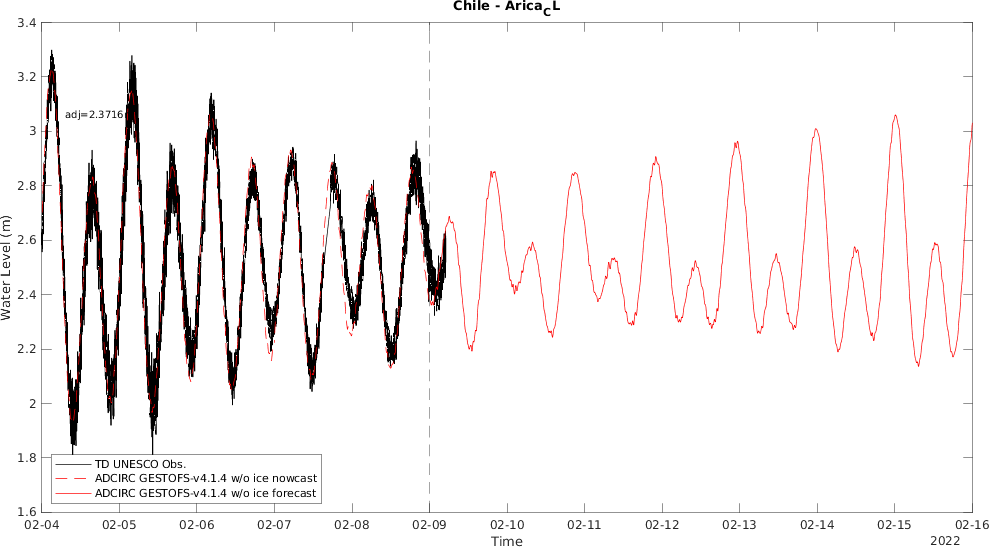 Chile - Arica_CL
3.4
3.2
3
2.8
2.6
2.4
2.2
2
1.8
1.6
Water Level (m)
adj=2.3716
TD UNESCO Obs.
ADCIRC GESTOFS-v4.1.4 w/o ice nowcast
ADCIRC GESTOFS-v4.1.4 w/o ice forecast
02-04 02-05 02-06 02-07 02-08 02-09 02-10 02-11 02-12 02-13 02-14 02-15 02-16
Time
2022